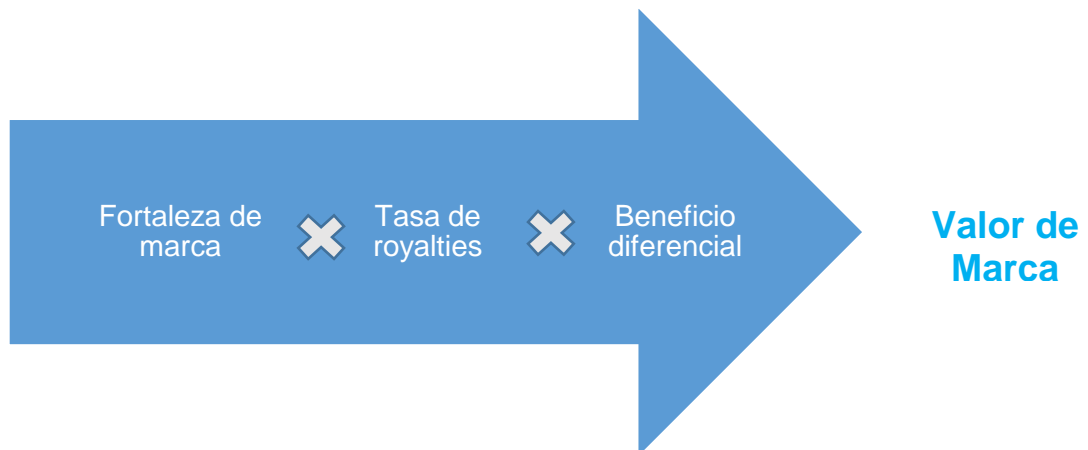 Fortaleza de
marca
Tasa de
royalties
Beneficio
diferencial
Valor de
Marca